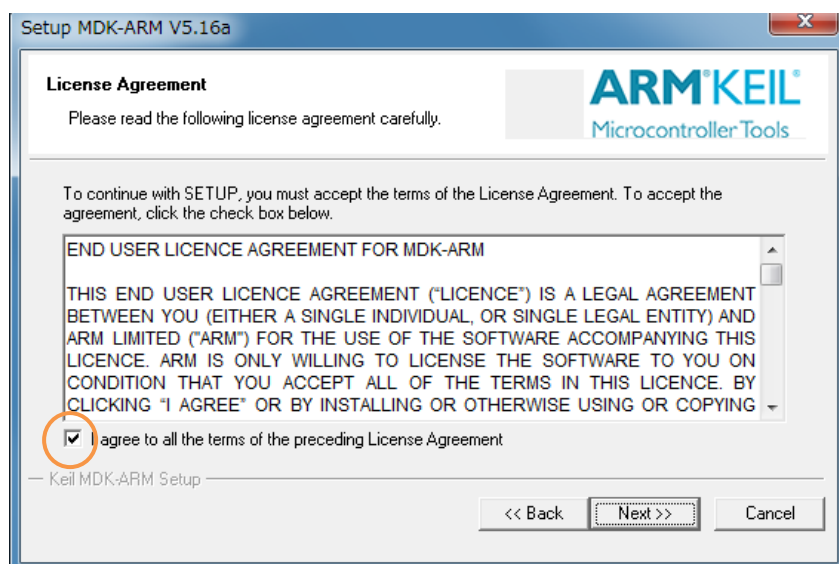 Setup MDK-ARM V5.16a
License Agreement
Please read the following license agreement carefully.
ARM®KEIL®
Microcontroller Tools
To continue with SETUP, you must accept the terms of the License Agreement. To accept the
agreement, click the check box below.
END USER LICENCE AGREEMENT FOR MDK-ARM
THIS END USER LICENCE AGREEMENT (“LICENCE”) IS A LEGAL AGREEMENT
BETWEEN YOU (EITHER A SINGLE INDIVIDUAL, OR SINGLE LEGAL ENTITY) AND
ARM LIMITED ("ARM") FOR THE USE OF THE SOFTWARE ACCOMPANYING THIS
LICENCE. ARM IS ONLY WILLING TO LICENSE THE SOFTWARE TO YOU ON
CONDITION THAT YOU ACCEPT ALL OF THE TERMS IN THIS LICENCE. BY
CLICKING “I AGREE” OR BY INSTALLING OR OTHERWISE USING OR COPYING
I agree to all the terms of the preceding License Agreement
Keil MDK-ARM Setup
<< Back Next >> Cancel